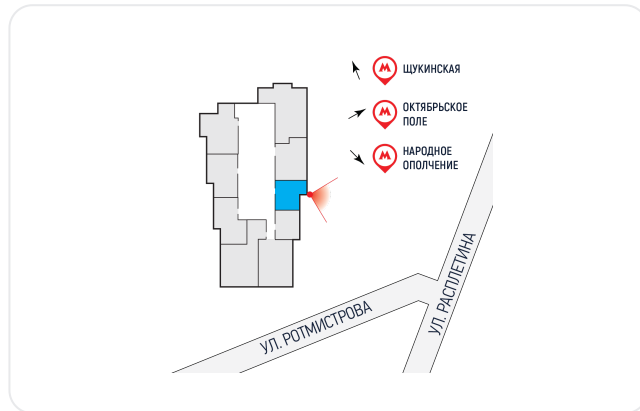 ЩУКИНСКАЯ
ОКТЯБРЬСКОЕ
ПОЛЕ
НАРОДНОЕ
ОПОЛЧЕНИЕ
УЛ. РАСПЛЕТИНА
УЛ. РОТМИСТРОВА